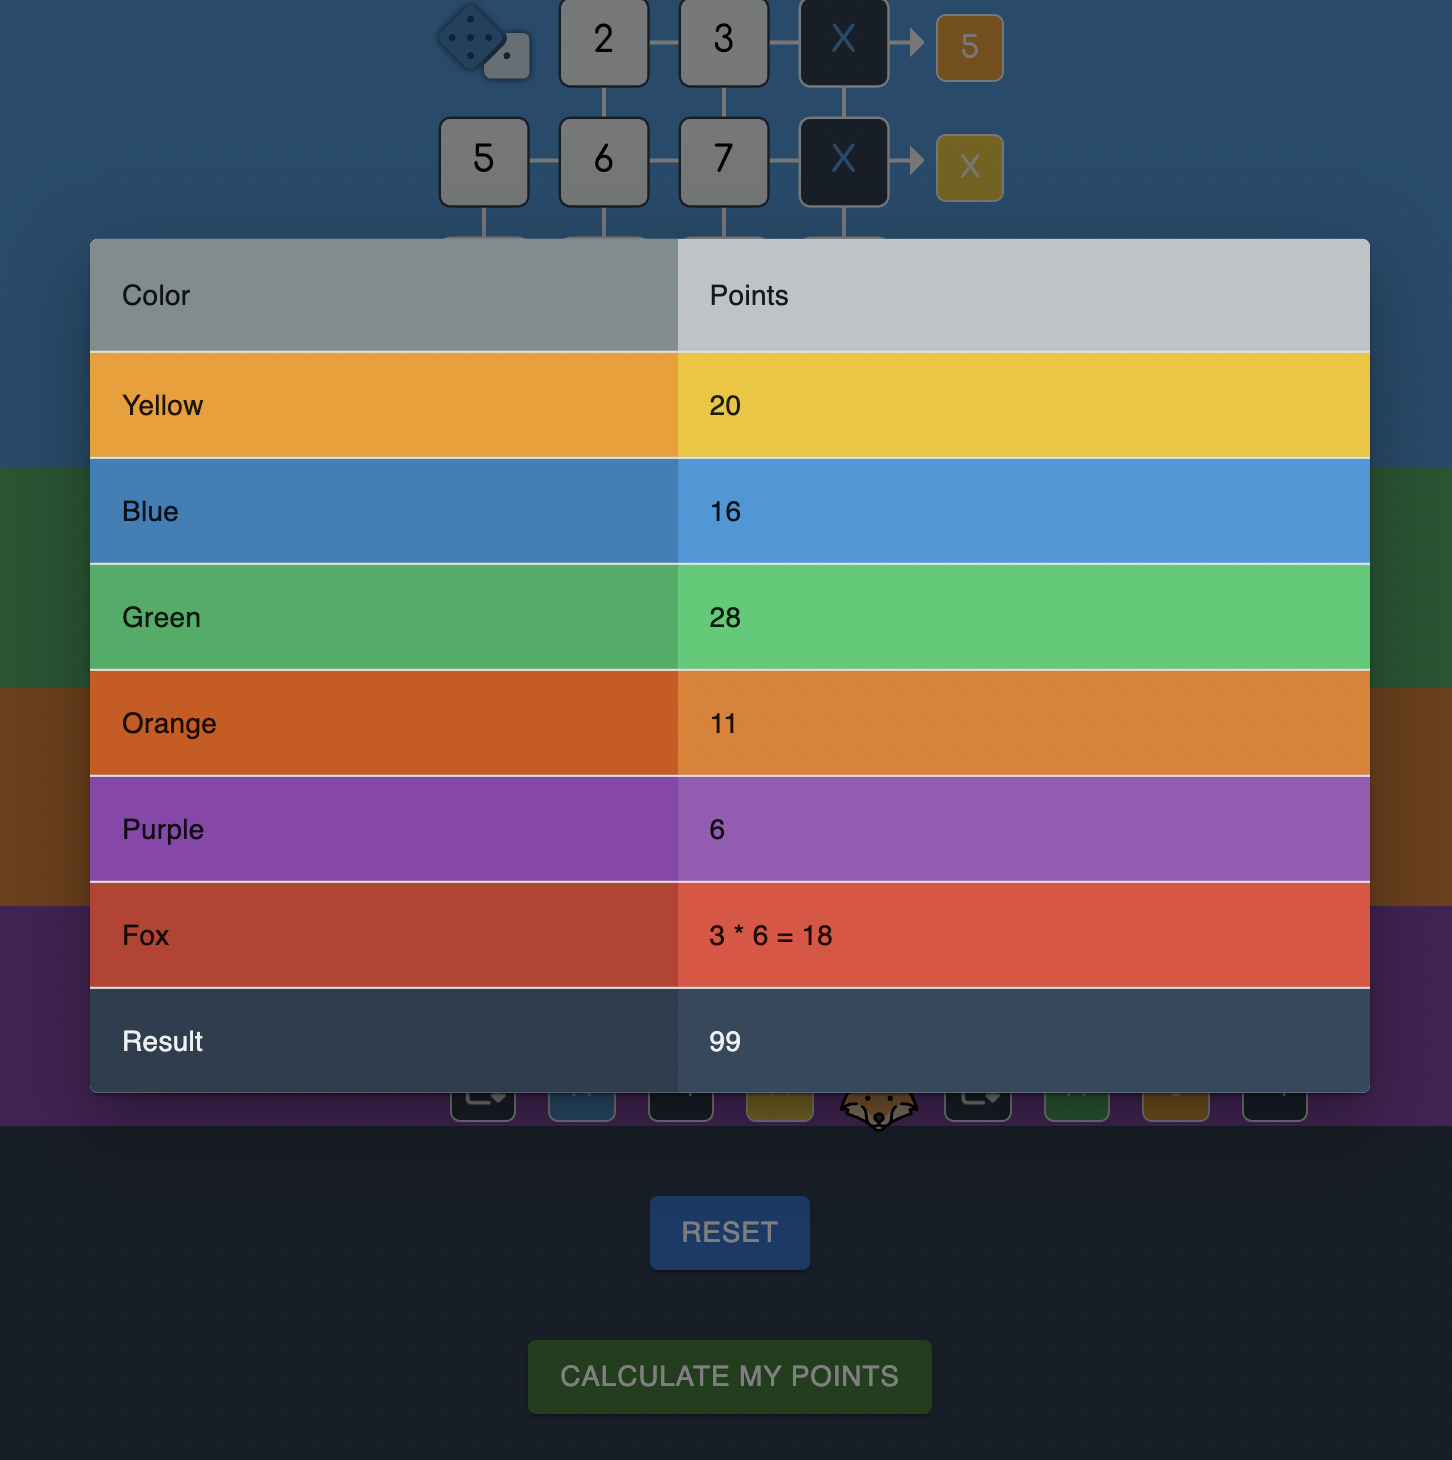 2 3 X 5
5 6 7 X X
Color Points
Yellow 20
Blue 16
Green 28
Orange 11
Purple 6
Fox 3 * 6 = 18
Result 99
RESET
CALCULATE MY POINTS